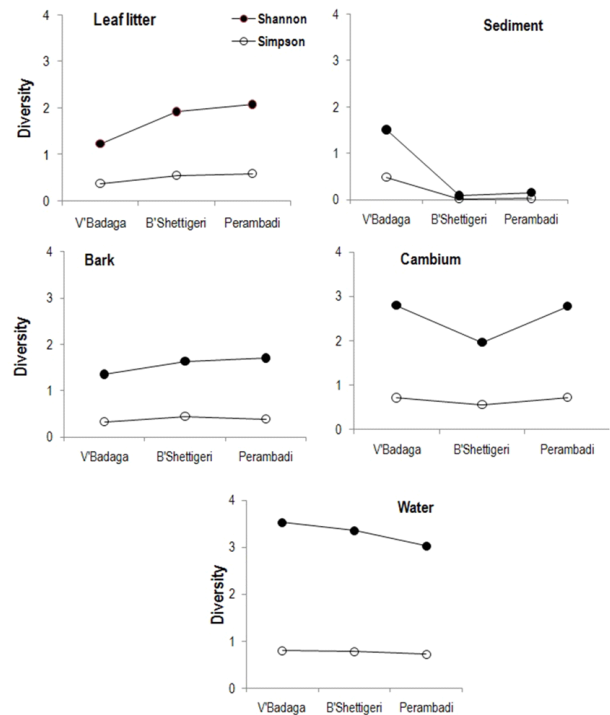 Leaf litter
Shannon
Simpson
Diversity
4
3
2
1
0
V'Badaga B'Shettigeri Perambadi
Sediment
4
3
2
1
0
V'Badaga B'Shettigeri Perambadi
Bark
Diversity
4
3
2
1
0
V'Badaga B'Shettigeri Perambadi
Cambium
4
3
2
1
0
V'Badaga B'Shettigeri Perambadi
Water
Diversity
4
3
2
1
0
V'Badaga B'Shettigeri Perambadi